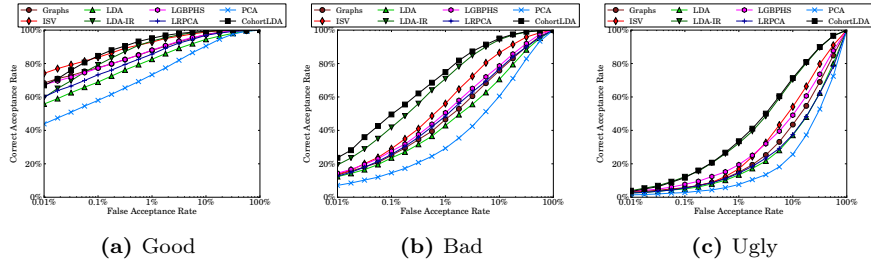 Graphs LDA LGBPHS PCA
ISV LDA-IR LRPCA CohortLDA
100%
80%
60%
40%
20%
0%
0.01% 0.1% 1.0% 10% 100%
Correct Acceptance Rate
False Acceptance Rate
(a) Good
Graphs LDA LGBPHS PCA
ISV LDA-IR LRPCA CohortLDA
100%
80%
60%
40%
20%
0%
0.01% 0.1% 1.0% 10% 100%
Correct Acceptance Rate
False Acceptance Rate
(b) Bad
Graphs LDA LGBPHS PCA
ISV LDA-IR LRPCA CohortLDA
100%
80%
60%
40%
20%
0%
0.01% 0.1% 1.0% 10% 100%
Correct Acceptance Rate
False Acceptance Rate
(c) Ugly